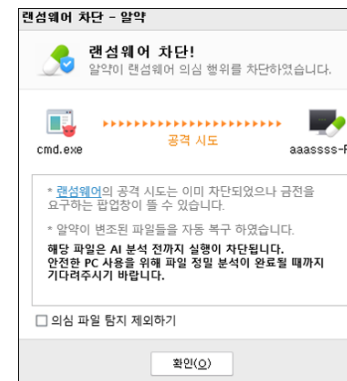 랜섬웨어 차단 - 알약
랜섬웨어 차단!
알약이 랜섬웨어 의심 행위를 차단하였습니다.
공격 시도
cmd.exe
aaassss-F
* 랜섬웨어의 공격 시도는 이미 차단되었으나 금전을
요구하는 팝업창이 뜰 수 있습니다.
* 알약이 변조된 파일들을 자동 복구 하였습니다.
해당 파일은 AI 분석 전까지 실행이 차단됩니다.
안전한 PC 사용을 위해 파일 정밀 분석이 완료될 때까지
기다려주시기 바랍니다.
의심 파일 탐지 제외하기
확인(O)